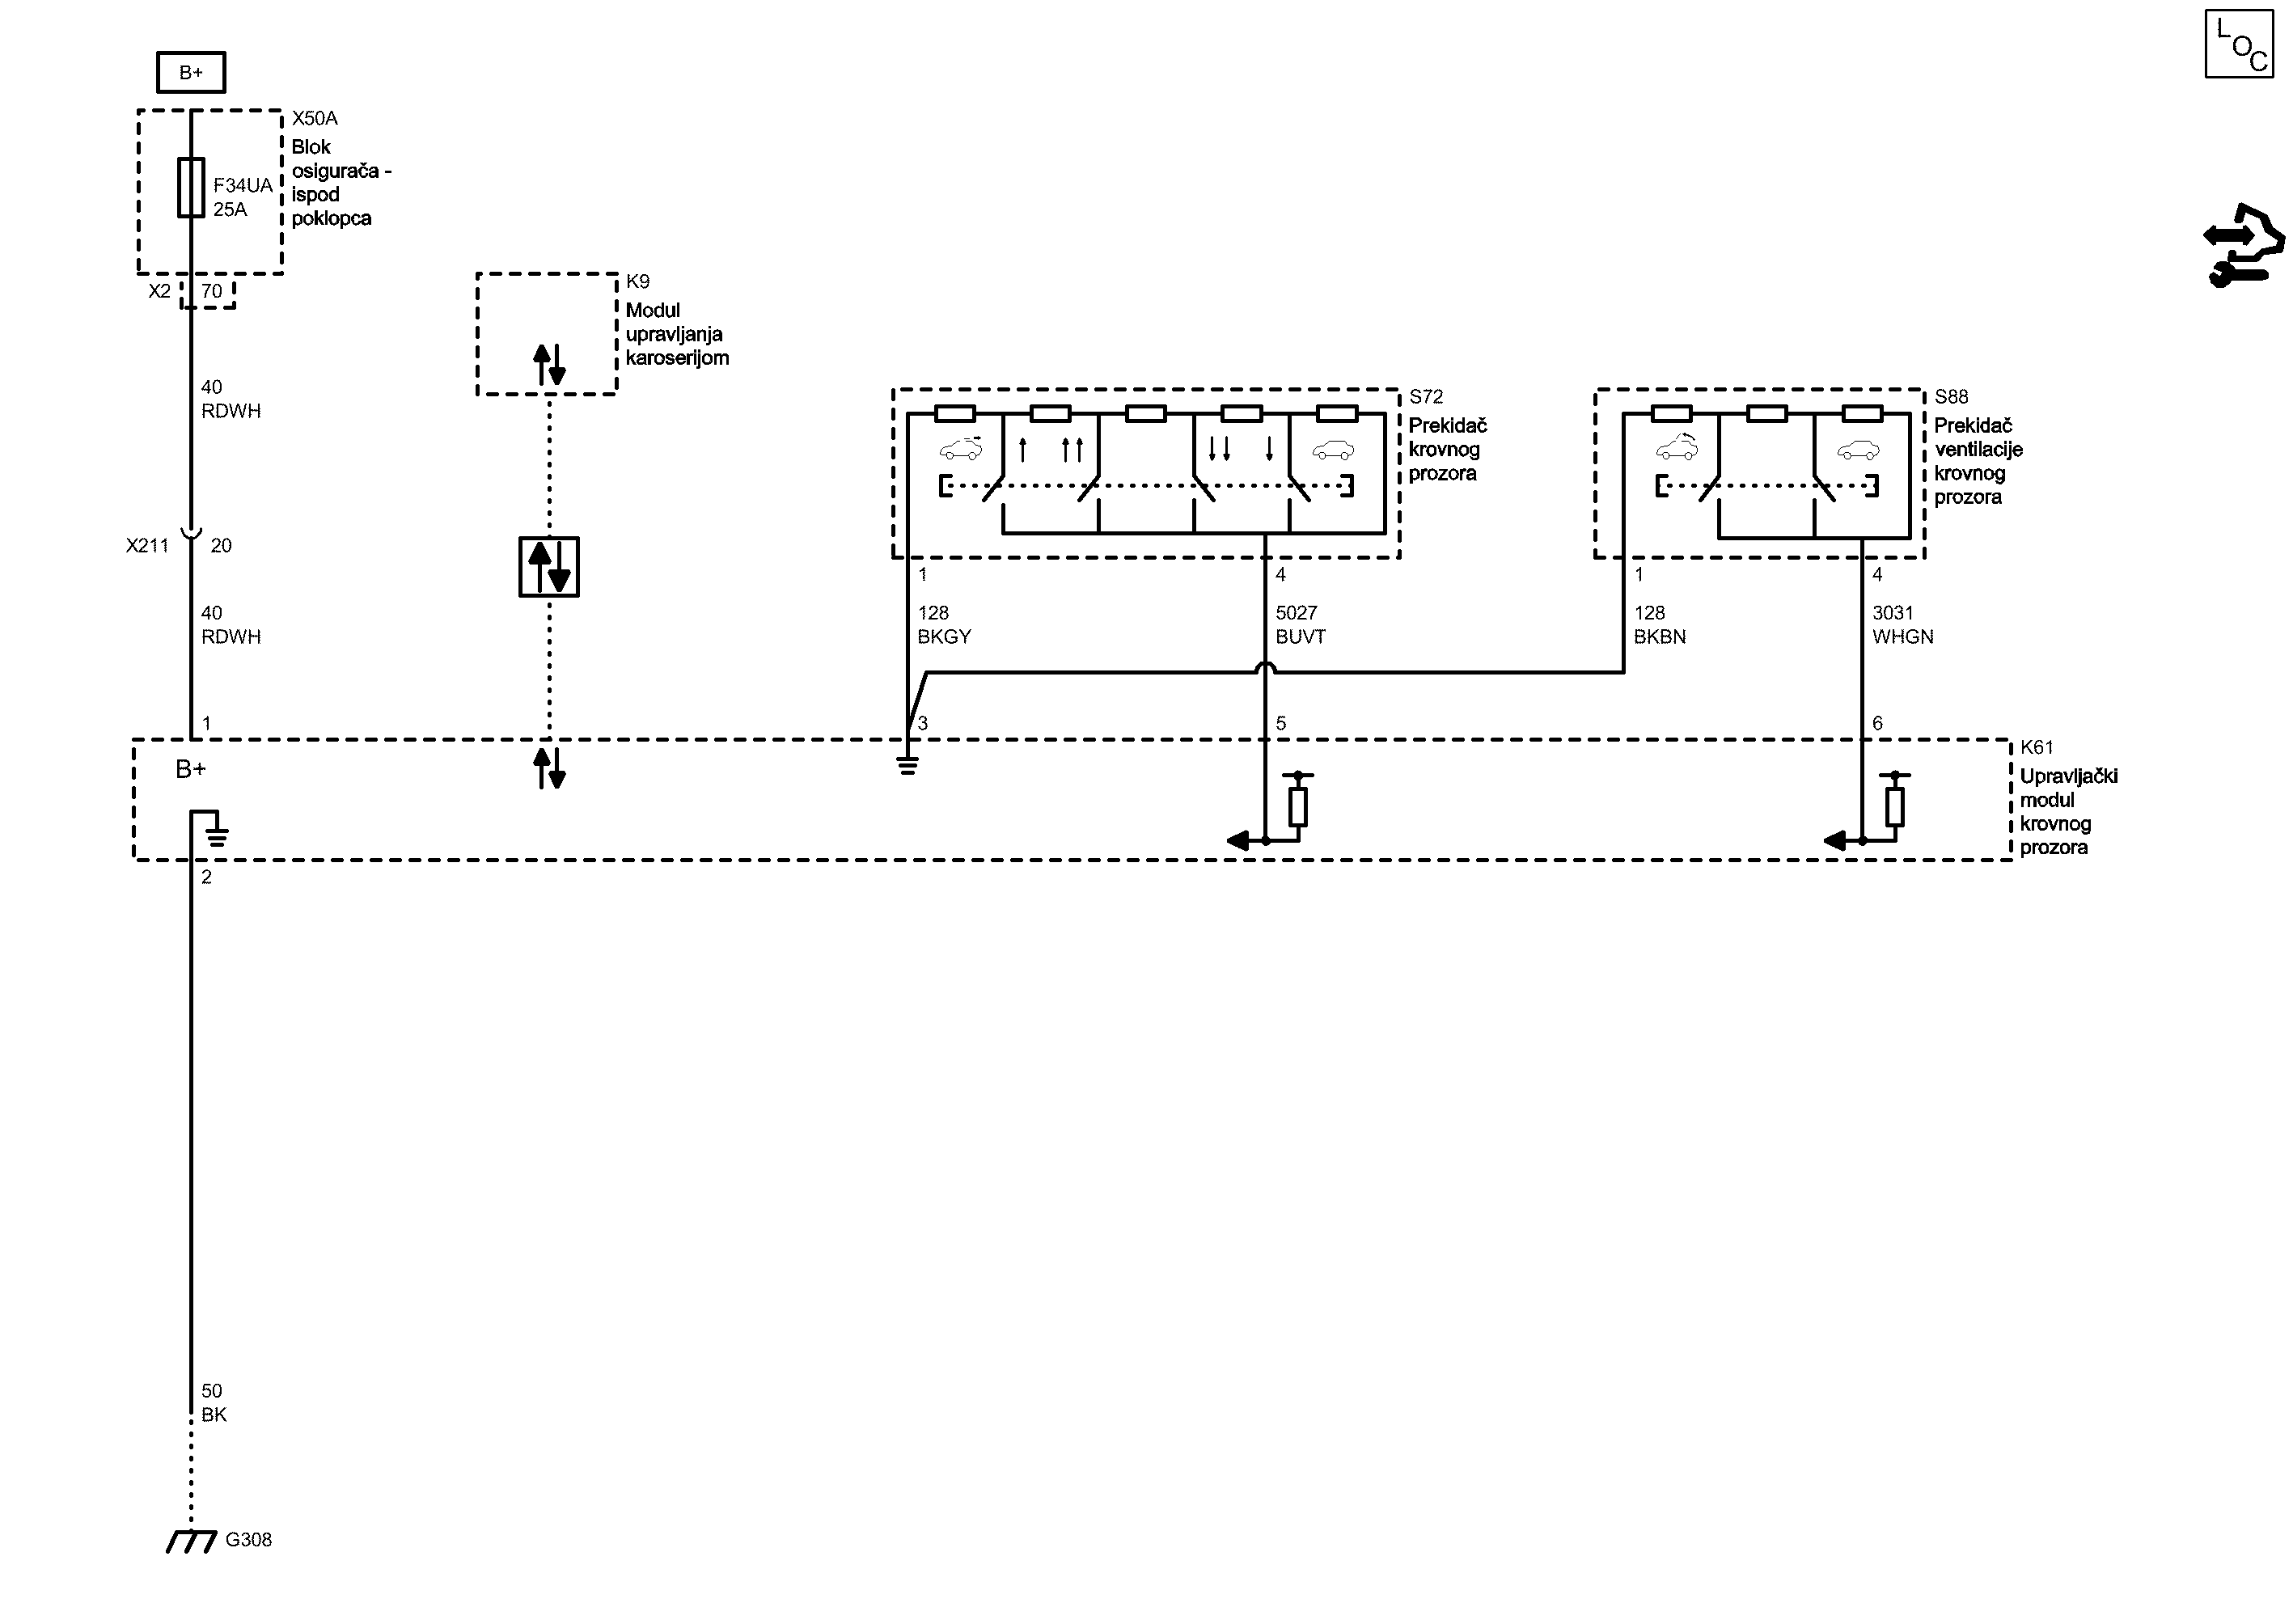 LOC
B+
X50A
Blok
osigurača -
ispod
poklopca
F34UA
25A
X2
70
K9
Modul
upravljanja
karoserijom
40
RDWH
S72
Prekidač
krovnog
prozora
S88
Prekidač
ventilacije
krovnog
prozora
X211
20
1
4
1
4
40
RDWH
128
BKGY
5027
BUVT
128
BKBN
3031
WHGN
1
3
5
6
B+
K61
Upravljački
modul
krovnog
prozora
2
50
BK
G308